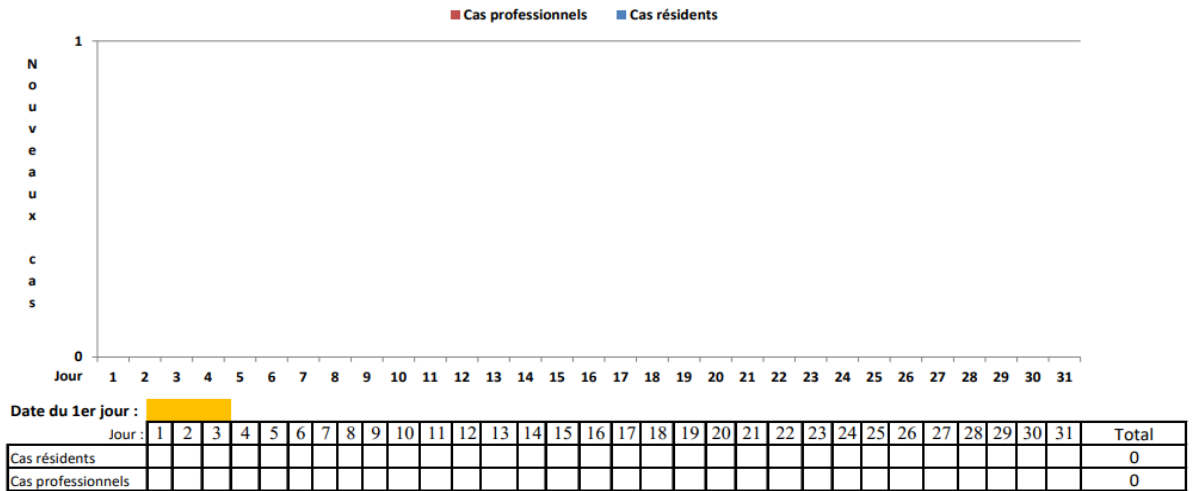 Cas professionnels Cas résidents
1
Nouveaux cas
0
Jour 1 2 3 4 5 6 7 8 9 10 11 12 13 14 15 16 17 18 19 20 21 22 23 24 25 26 27 28 29 30 31
Date du 1er jour :
Jour : 1 2 3 4 5 6 7 8 9 10 11 12 13 14 15 16 17 18 19 20 21 22 23 24 25 26 27 28 29 30 31 Total
Cas résidents 0
Cas professionnels 0